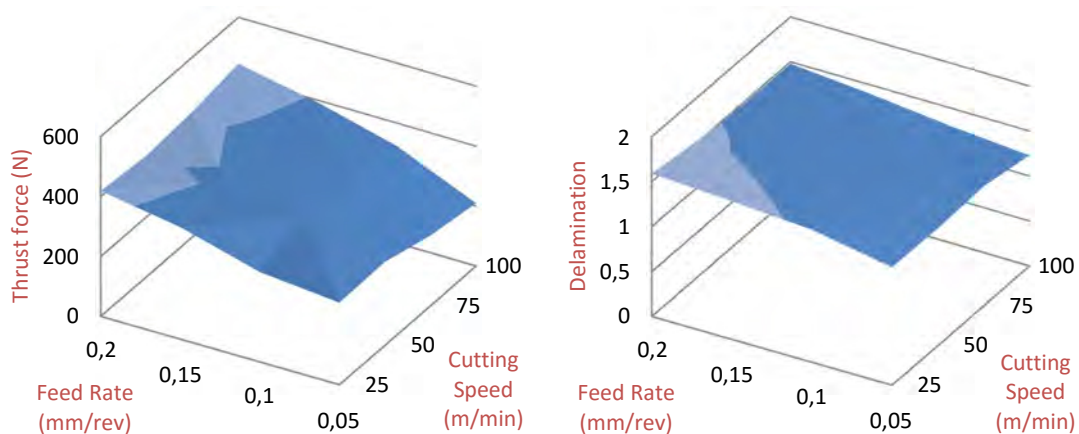 Thrust force (N)
600
400
200
0
0,2
0,15
0,1
0,05
Feed Rate
(mm/rev)
25
50
75
100
Cutting
Speed
(m/min)
Delamination
2
1,5
1
0,5
0
0,2
0,15
0,1
0,05
Feed Rate
(mm/rev)
25
50
75
100
Cutting
Speed
(m/min)